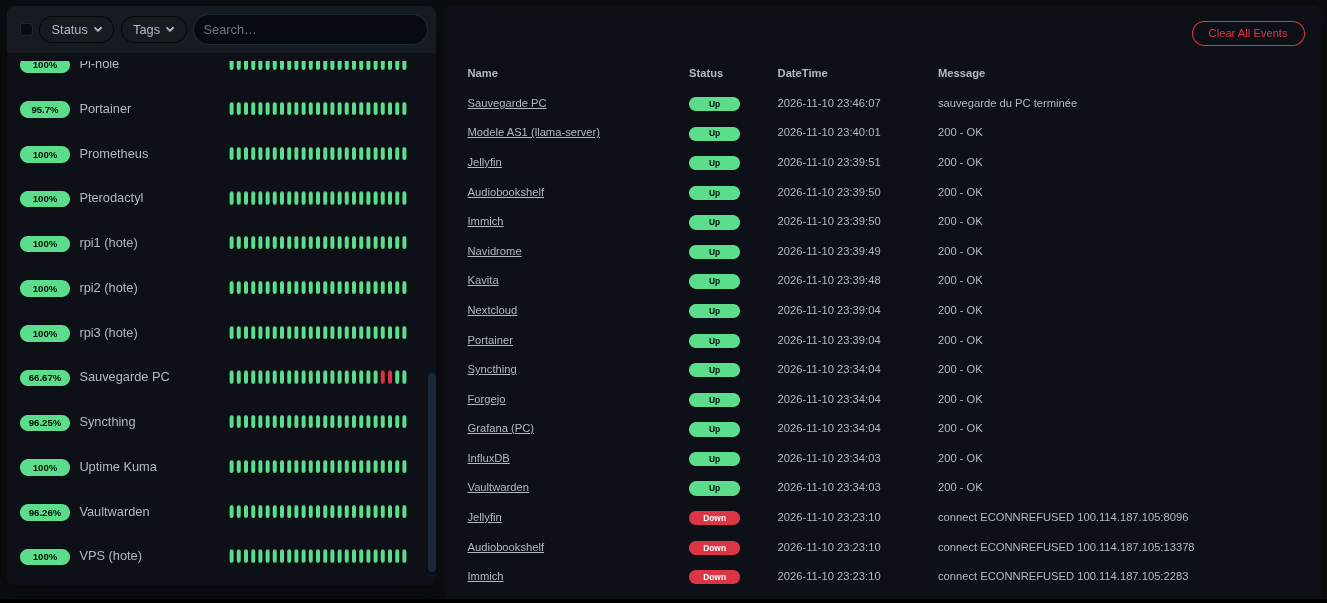 Status Tags Search…
100% Pi-hole
95.7% Portainer
100% Prometheus
100% Pterodactyl
100% rpi1 (hote)
100% rpi2 (hote)
100% rpi3 (hote)
66.67% Sauvegarde PC
96.25% Syncthing
100% Uptime Kuma
96.26% Vaultwarden
100% VPS (hote)
Clear All Events
Name Status DateTime Message
Sauvegarde PC Up 2026-11-10 23:46:07 sauvegarde du PC terminée
Modele AS1 (llama-server) Up 2026-11-10 23:40:01 200 - OK
Jellyfin Up 2026-11-10 23:39:51 200 - OK
Audiobookshelf Up 2026-11-10 23:39:50 200 - OK
Immich Up 2026-11-10 23:39:50 200 - OK
Navidrome Up 2026-11-10 23:39:49 200 - OK
Kavita Up 2026-11-10 23:39:48 200 - OK
Nextcloud Up 2026-11-10 23:39:04 200 - OK
Portainer Up 2026-11-10 23:39:04 200 - OK
Syncthing Up 2026-11-10 23:34:04 200 - OK
Forgejo Up 2026-11-10 23:34:04 200 - OK
Grafana (PC) Up 2026-11-10 23:34:04 200 - OK
InfluxDB Up 2026-11-10 23:34:03 200 - OK
Vaultwarden Up 2026-11-10 23:34:03 200 - OK
Jellyfin Down 2026-11-10 23:23:10 connect ECONNREFUSED 100.114.187.105:8096
Audiobookshelf Down 2026-11-10 23:23:10 connect ECONNREFUSED 100.114.187.105:13378
Immich Down 2026-11-10 23:23:10 connect ECONNREFUSED 100.114.187.105:2283